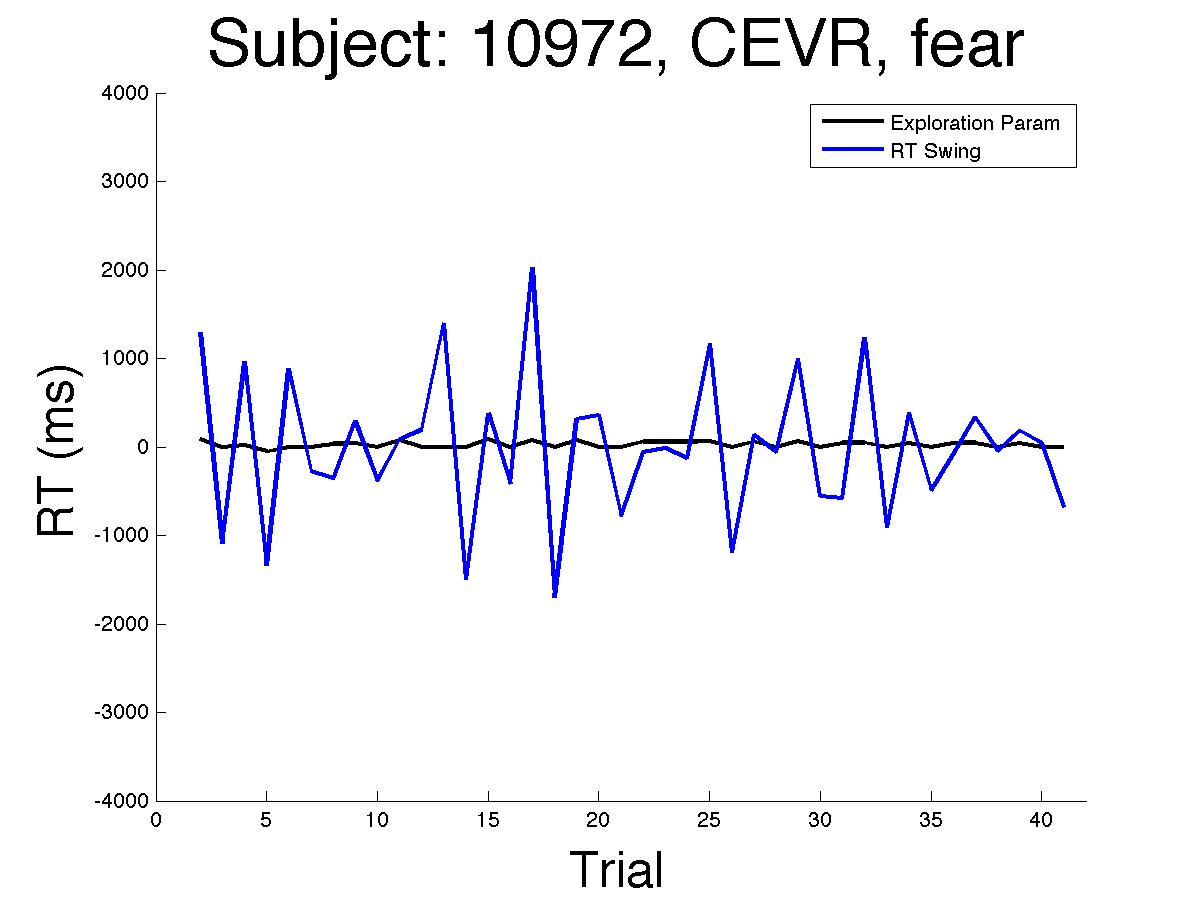 Subject: 10972, CEVR, fear
4000
3000
2000
1000
0
-1000
-2000
-3000
-4000
RT (ms)
Exploration Param
RT Swing
0 5 10 15 20 25 30 35 40
Trial